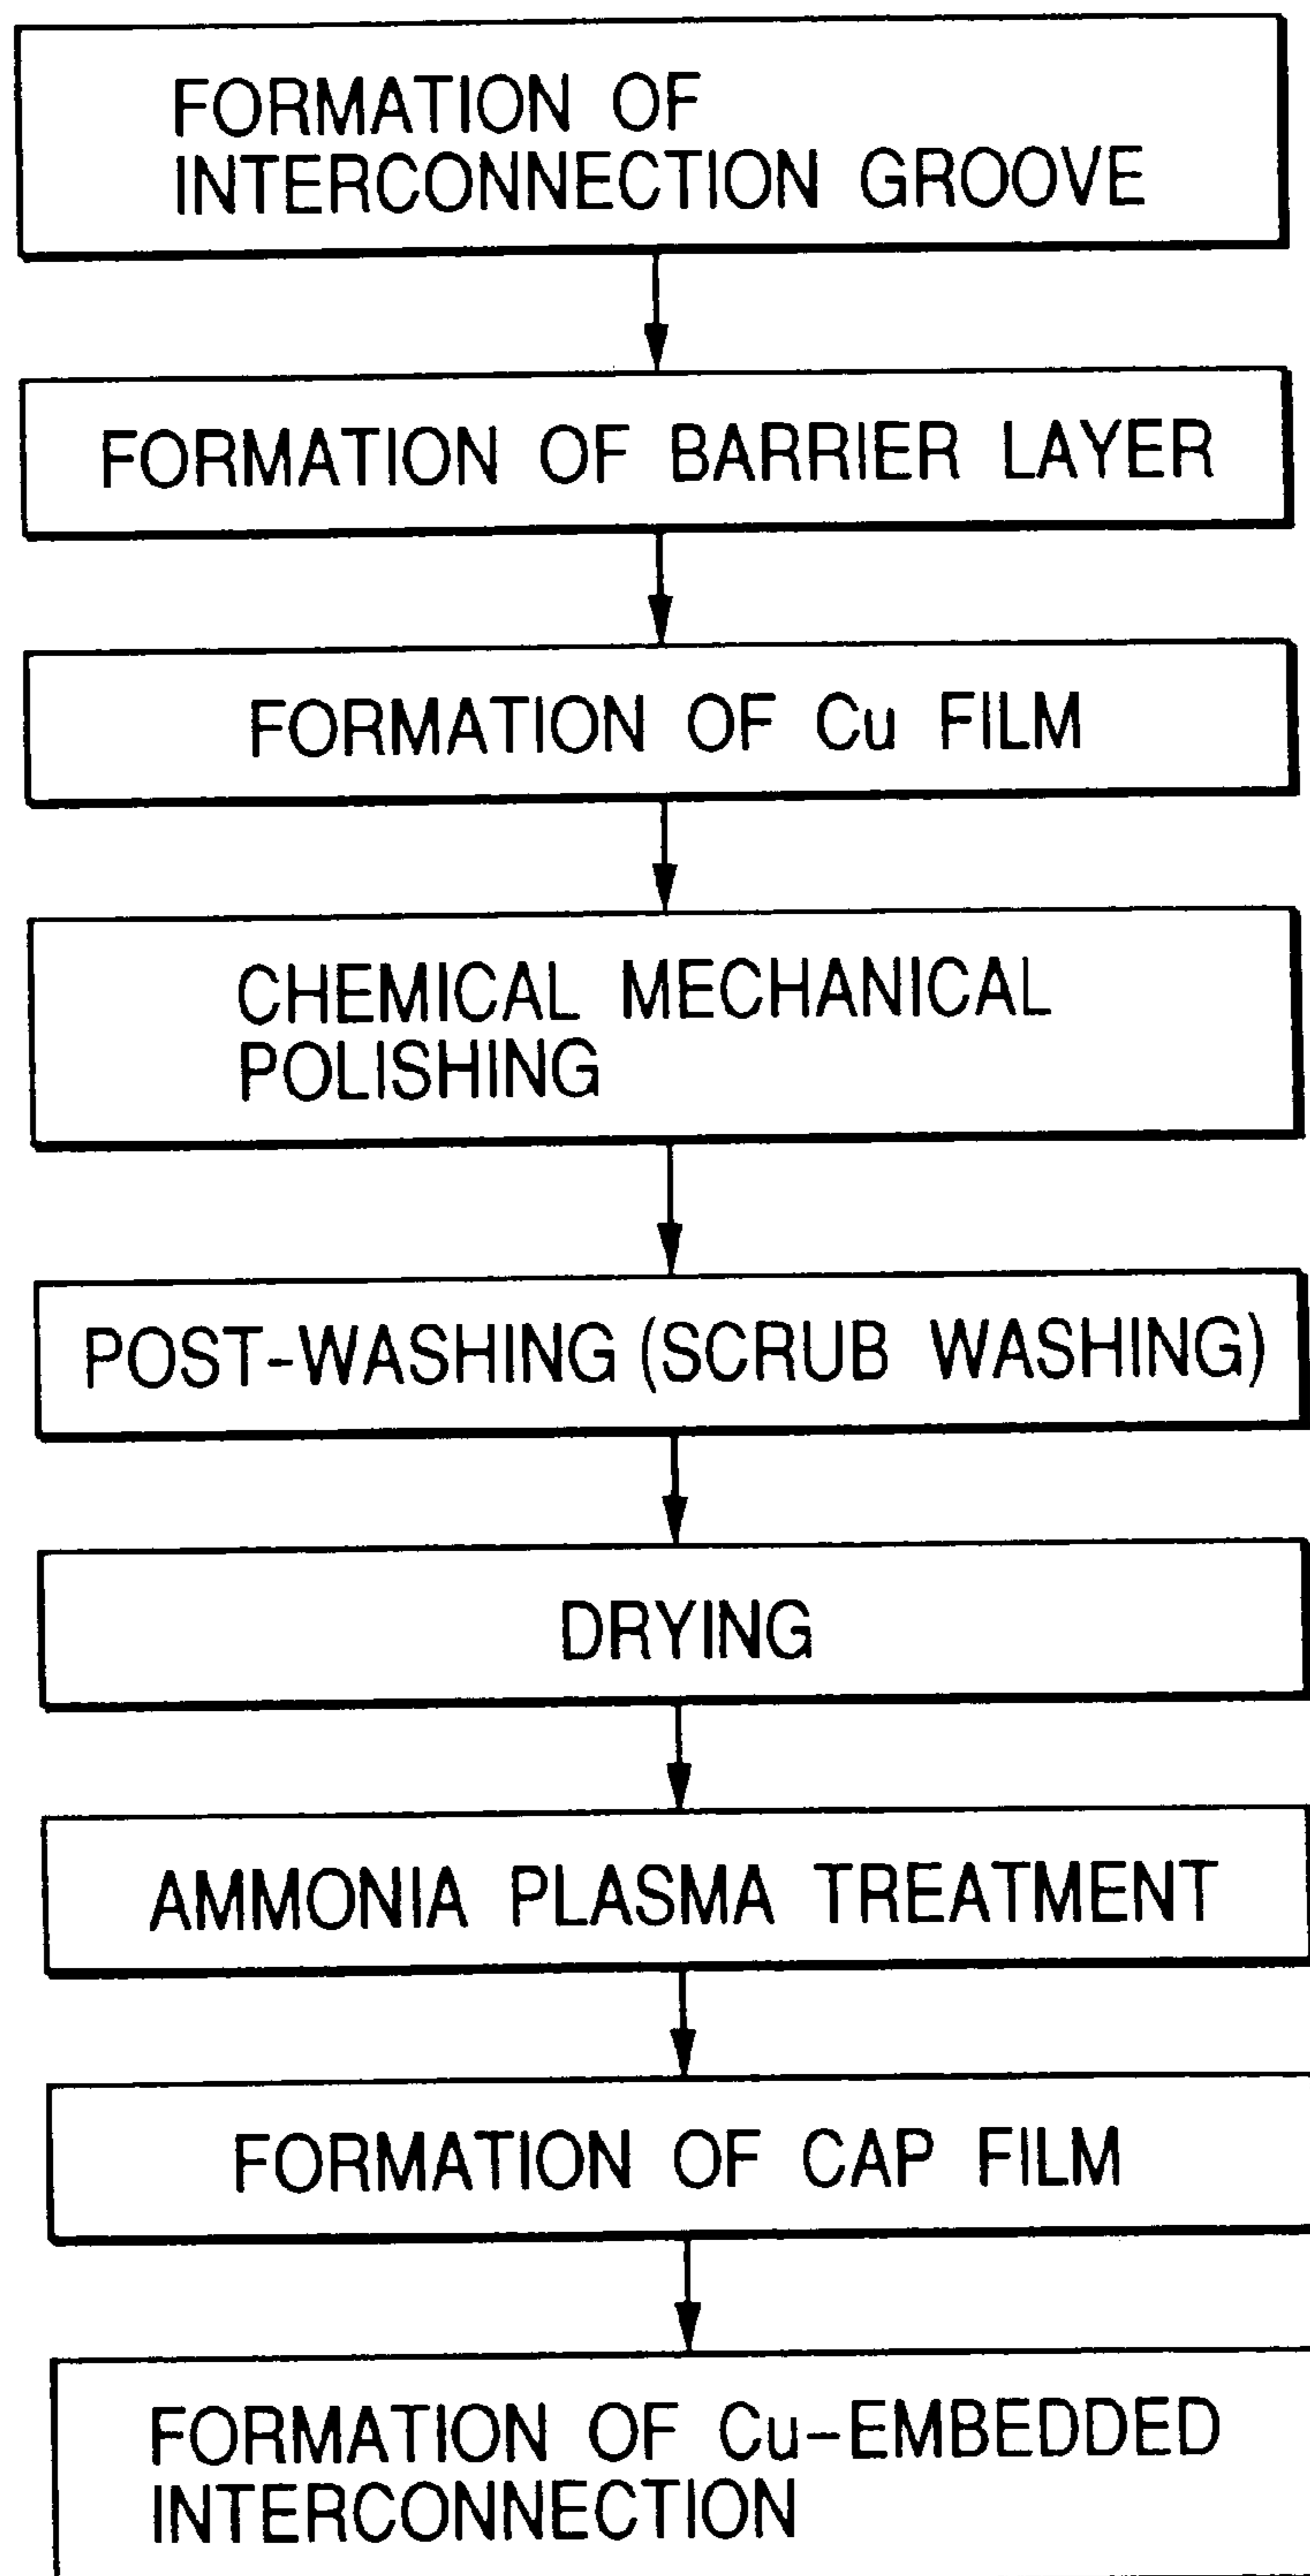 FORMATION OF
INTERCONNECTION GROOVE
FORMATION OF BARRIER LAYER
FORMATION OF Cu FILM
CHEMICAL MECHANICAL
POLISHING
POST-WASHING (SCRUB WASHING)
DRYING
AMMONIA PLASMA TREATMENT
FORMATION OF CAP FILM
FORMATION OF Cu-EMBEDDED
INTERCONNECTION